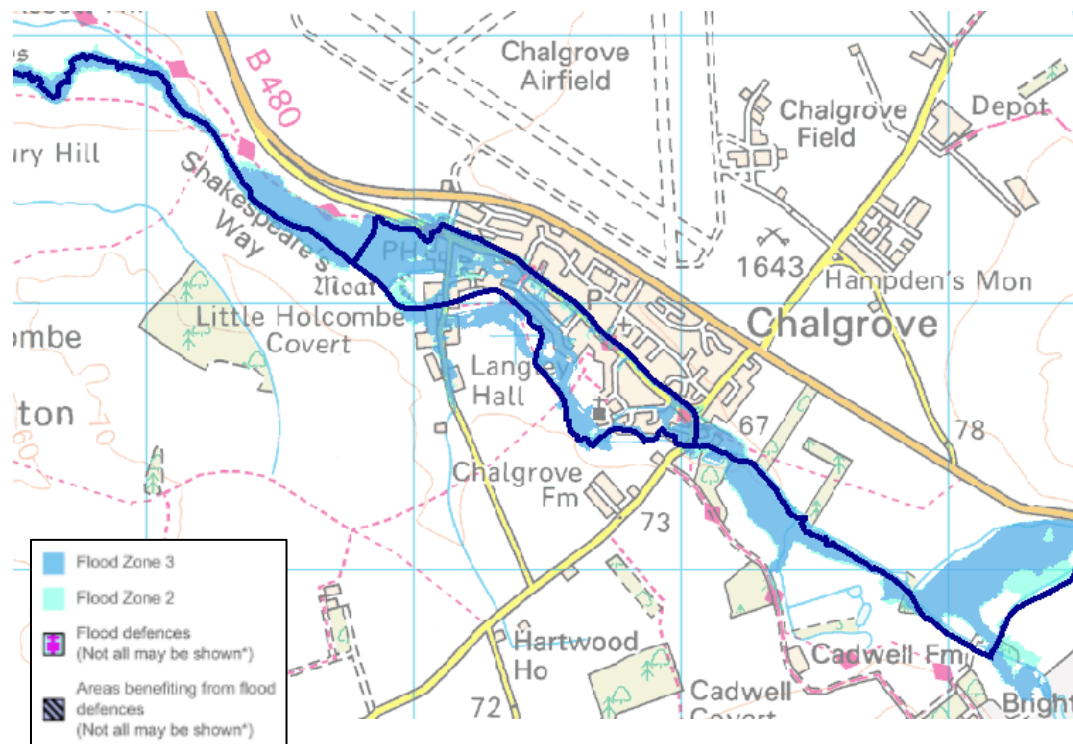 B 480
Chalgrove
Airfield
Chalgrove
Field
Depot
ury Hill
Shakespeare's
Way
PH
Moat
1643
Hampden's Mon
Little Holcombe
Covert
P
Chalgrove
ombe
Langley
Hall
ton
70
60
67
78
Chalgrove
Fm
73
Flood Zone 3
Flood Zone 2
Flood defences
(Not all may be shown*)
Areas benefiting from flood
defences
(Not all may be shown*)
Hartwood
Ho
72
Cadwell Fm
Cadwell
Covert
Bright